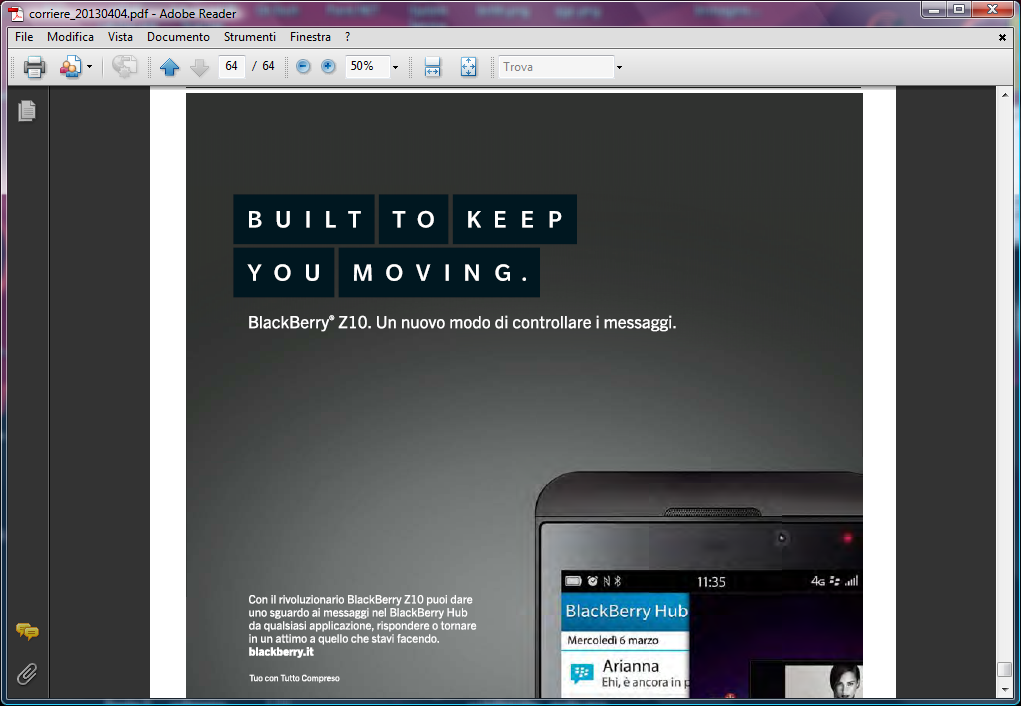 corriere_20130404.pdf - Adobe Reader
File Modifica Vista Documento Strumenti Finestra ?
64 / 64 50% Trova
BUILT TO KEEP
YOU MOVING.
BlackBerry® Z10. Un nuovo modo di controllare i messaggi.
11:35 4G
BlackBerry Hub
Mercoledì 6 marzo
Arianna
Ehi, è ancora in p
Con il rivoluzionario BlackBerry Z10 puoi dare
uno sguardo ai messaggi nel BlackBerry Hub
da qualsiasi applicazione, rispondere o tornare
in un attimo a quello che stavi facendo.
blackberry.it
Tuo con Tutto Compreso